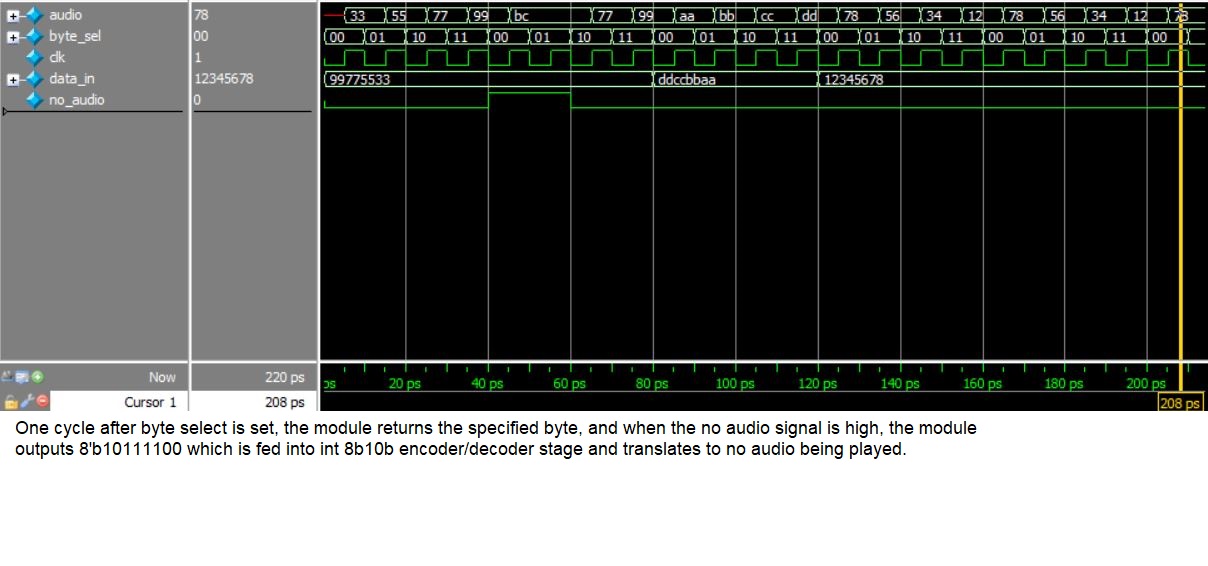 audio 78 33 55 77 99 bc 77 99 aa bb cc dd 78 56 34 12 78 56 34 12 78
byte_sel 00 00 01 10 11 00 01 10 11 00 01 10 11 00 01 10 11 00 01 10 11 00
clk 1
data_in 12345678 99775533 ddccbbaa 12345678
no_audio 0
Now 220 ps ps 20 ps 40 ps 60 ps 80 ps 100 ps 120 ps 140 ps 160 ps 180 ps 200 ps
Cursor 1 208 ps 208 ps
One cycle after byte select is set, the module returns the specified byte, and when the no audio signal is high, the module
outputs 8'b10111100 which is fed into int 8b10b encoder/decoder stage and translates to no audio being played.